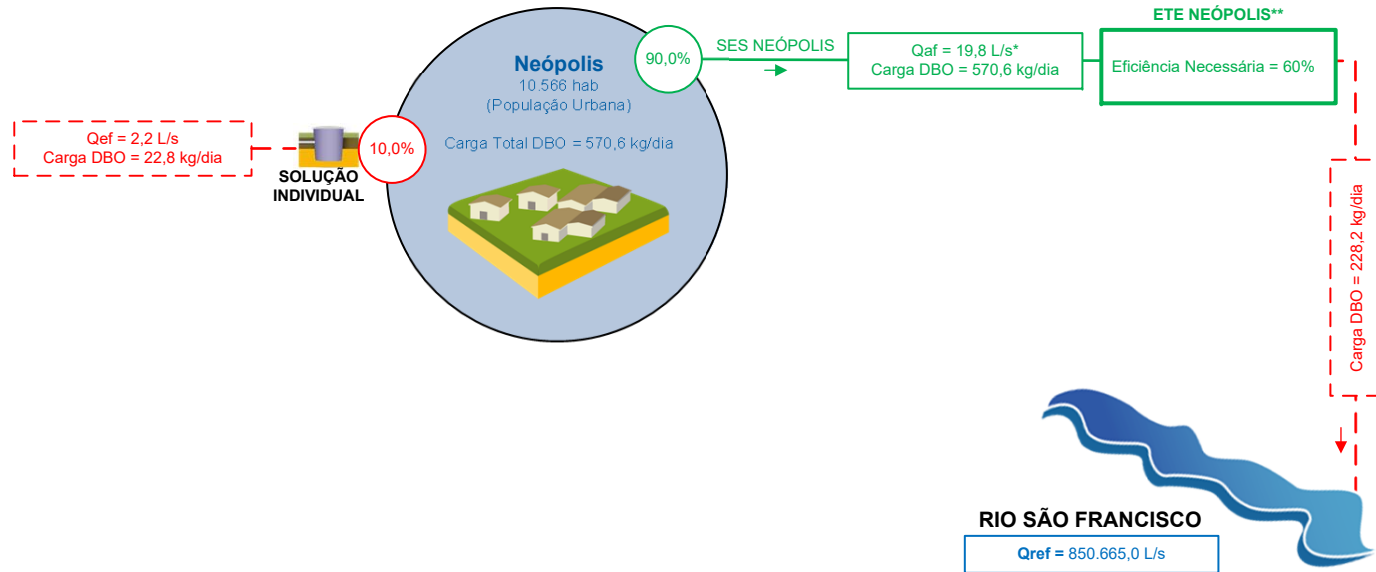 ETE NEÓPOLIS**
SES NEÓPOLIS
90,0%
Qaf = 19,8 L/s*
Carga DBO = 570,6 kg/dia
Eficiência Necessária = 60%
Neópolis
10.566 hab
(População Urbana)
Carga Total DBO = 570,6 kg/dia
Qef = 2,2 L/s
Carga DBO = 22,8 kg/dia
10,0%
SOLUÇÃO
INDIVIDUAL
Carga DBO = 228,2 kg/dia
RIO SÃO FRANCISCO
Qref = 850.665,0 L/s